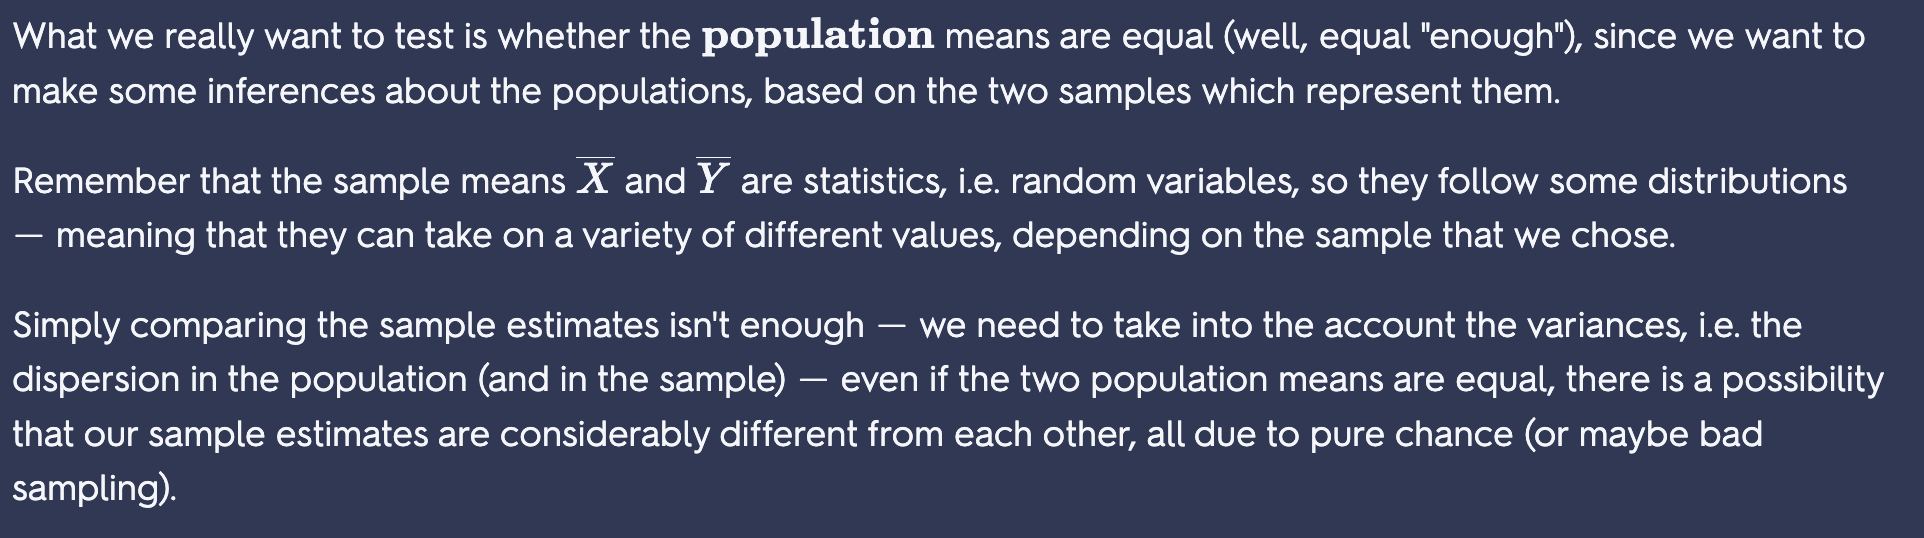 What we really want to test is whether the population means are equal (well, equal "enough"), since we want to
make some inferences about the populations, based on the two samples which represent them.
Remember that the sample means X̅ and Y̅ are statistics, i.e. random variables, so they follow some distributions
— meaning that they can take on a variety of different values, depending on the sample that we chose.
Simply comparing the sample estimates isn't enough — we need to take into the account the variances, i.e. the
dispersion in the population (and in the sample) — even if the two population means are equal, there is a possibility
that our sample estimates are considerably different from each other, all due to pure chance (or maybe bad
sampling).